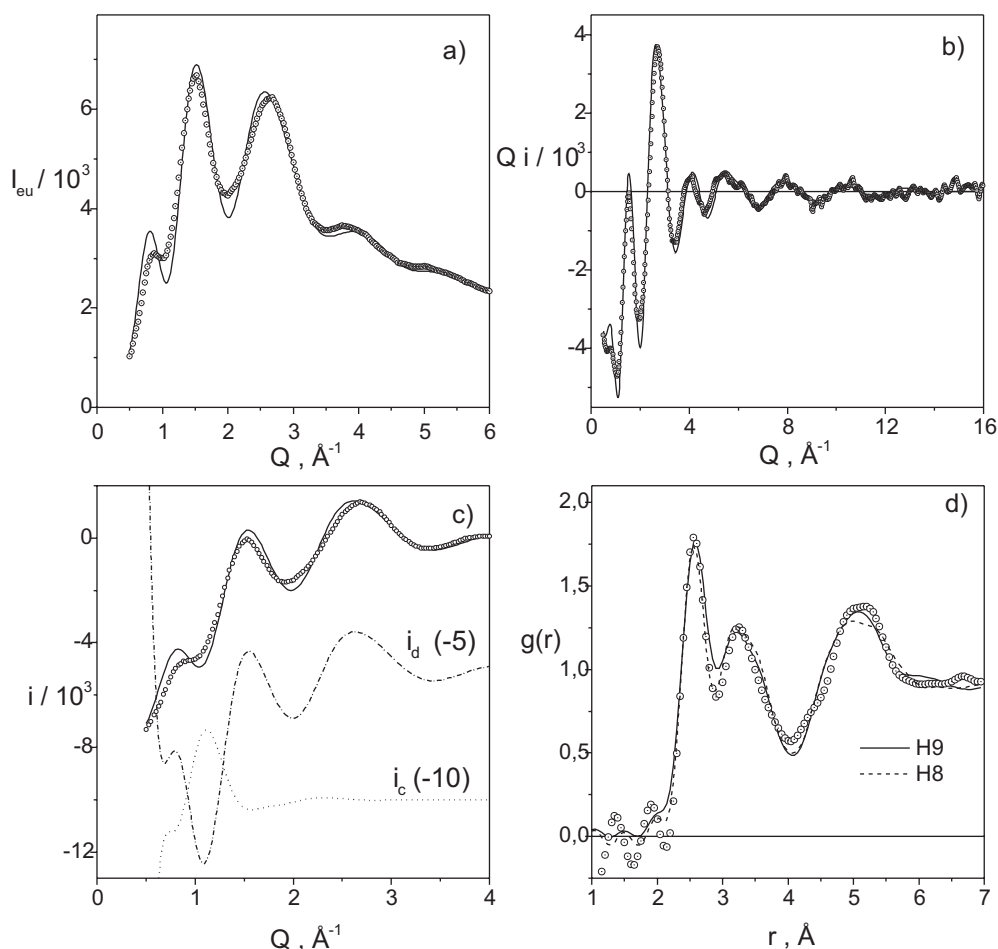 a)
I_eu / 10^3
6
4
2
0
0 1 2 3 4 5 6
Q , Å^-1
b)
Q i / 10^3
4
2
0
-2
-4
0 4 8 12 16
Q , Å^-1
c)
i / 10^3
0
-4
-8
-12
i_d (-5)
i_c (-10)
0 1 2 3 4
Q , Å^-1
d)
g(r)
2,0
1,5
1,0
0,5
0,0
H9
H8
1 2 3 4 5 6 7
r , Å